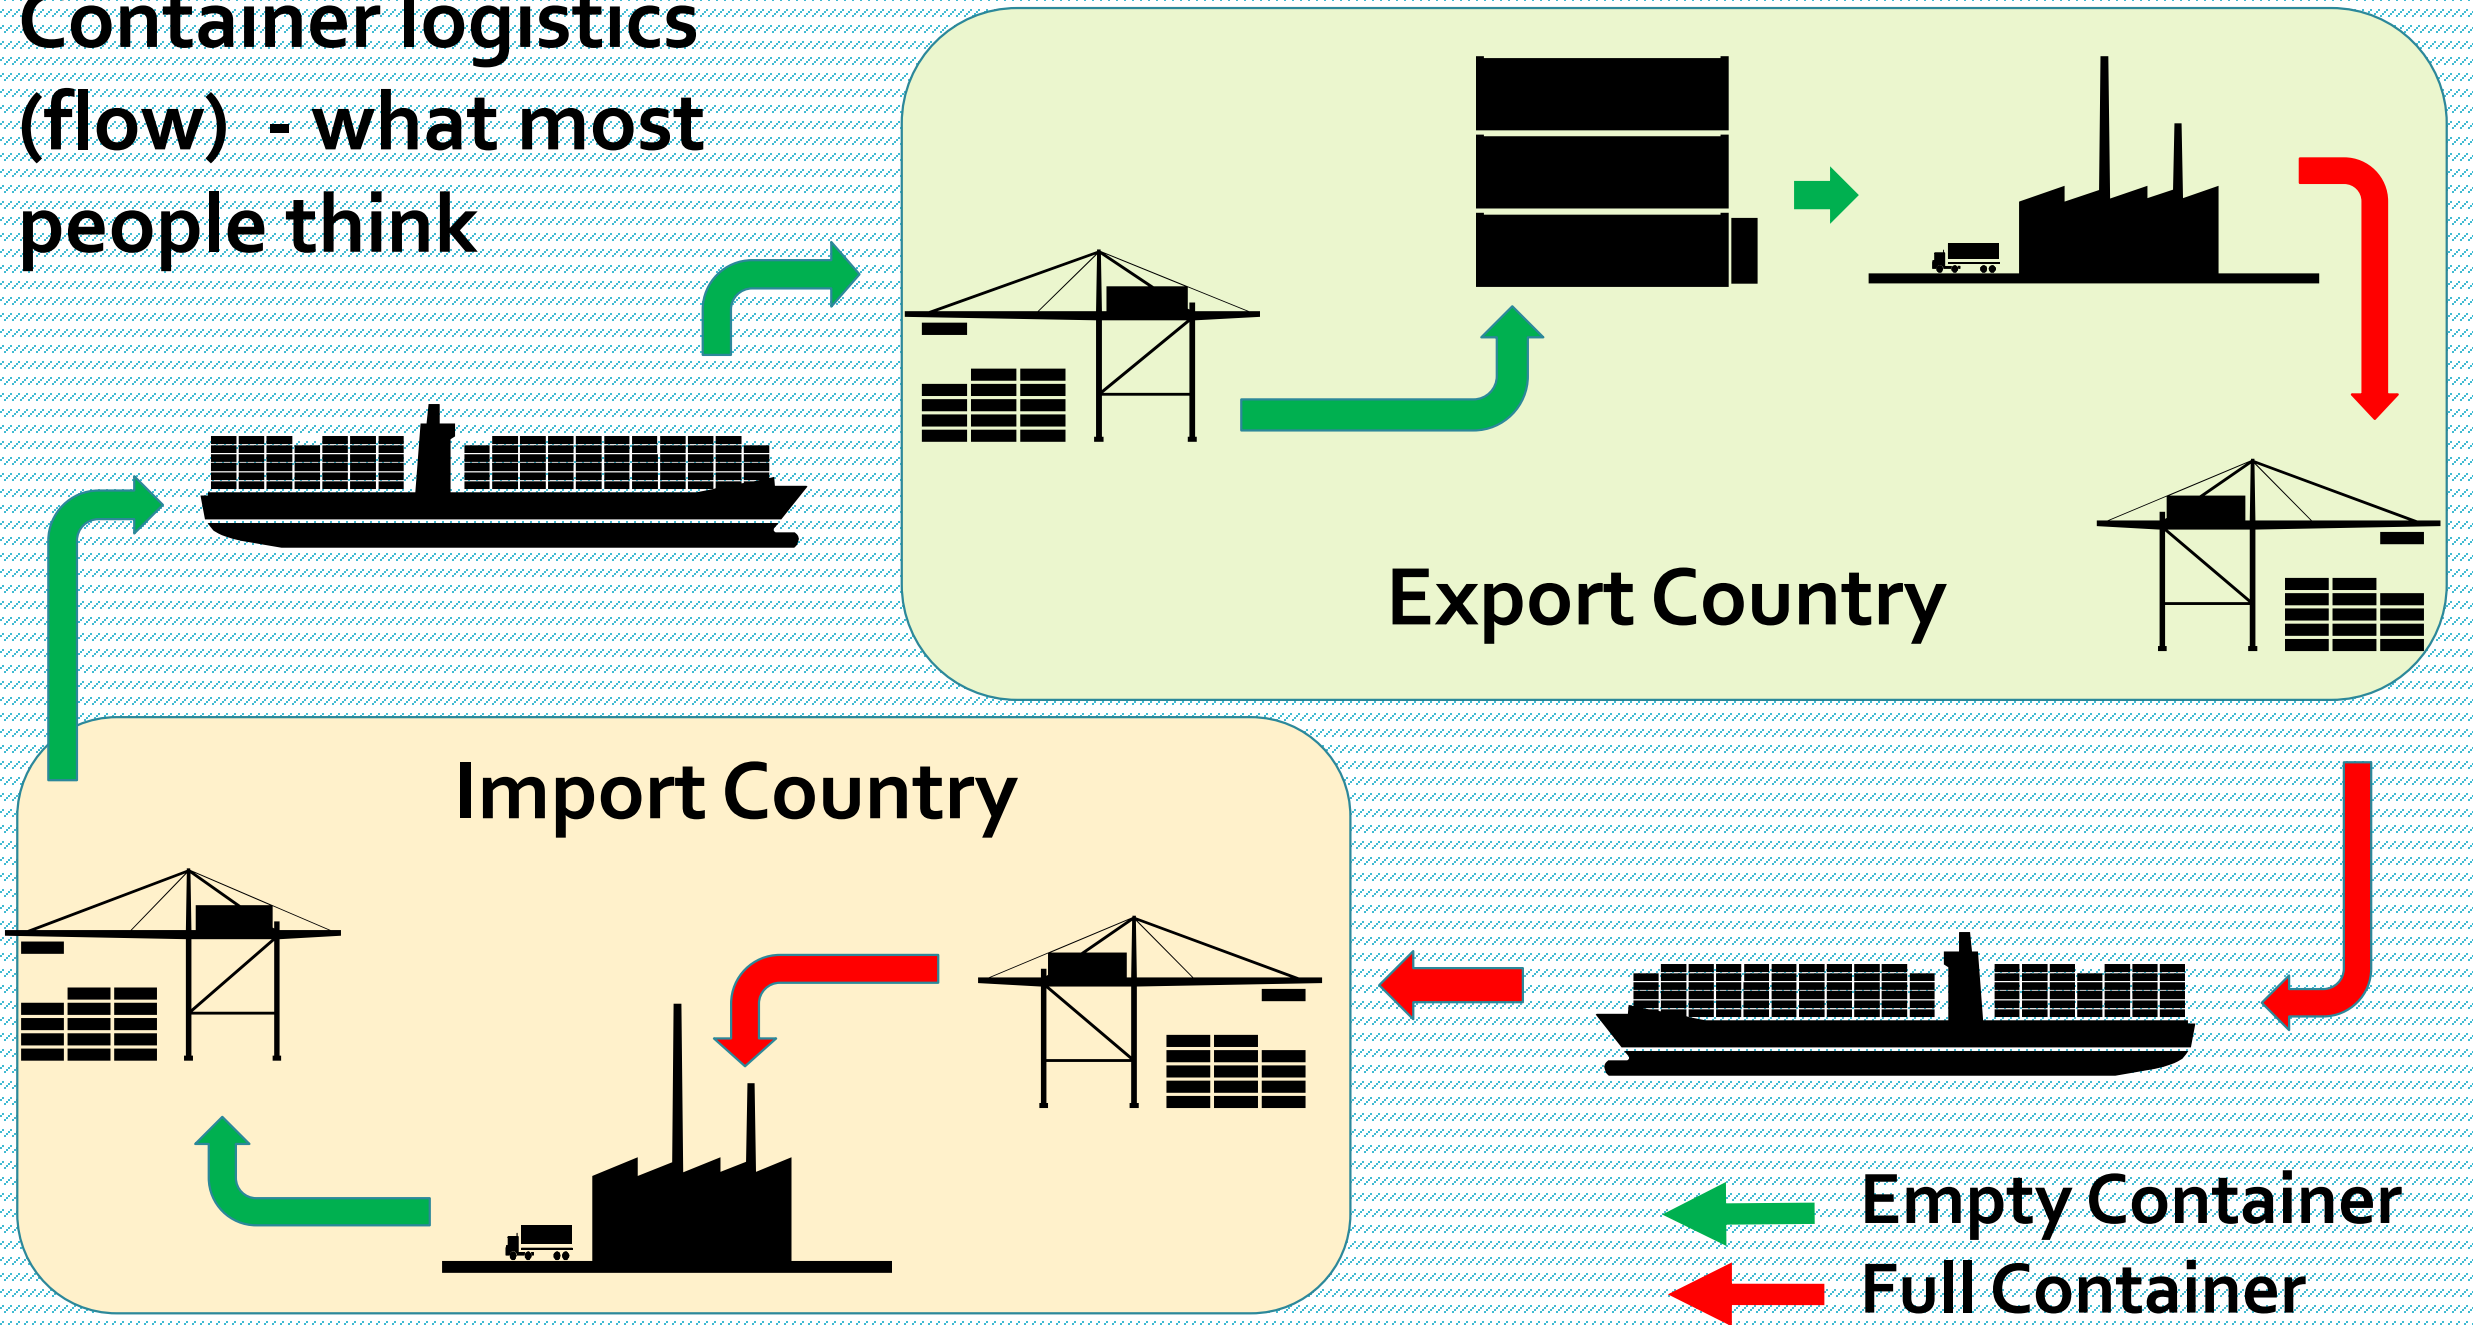 Container logistics
(flow)  - what most
people think
Export Country
Import Country
Empty Container
Full Container